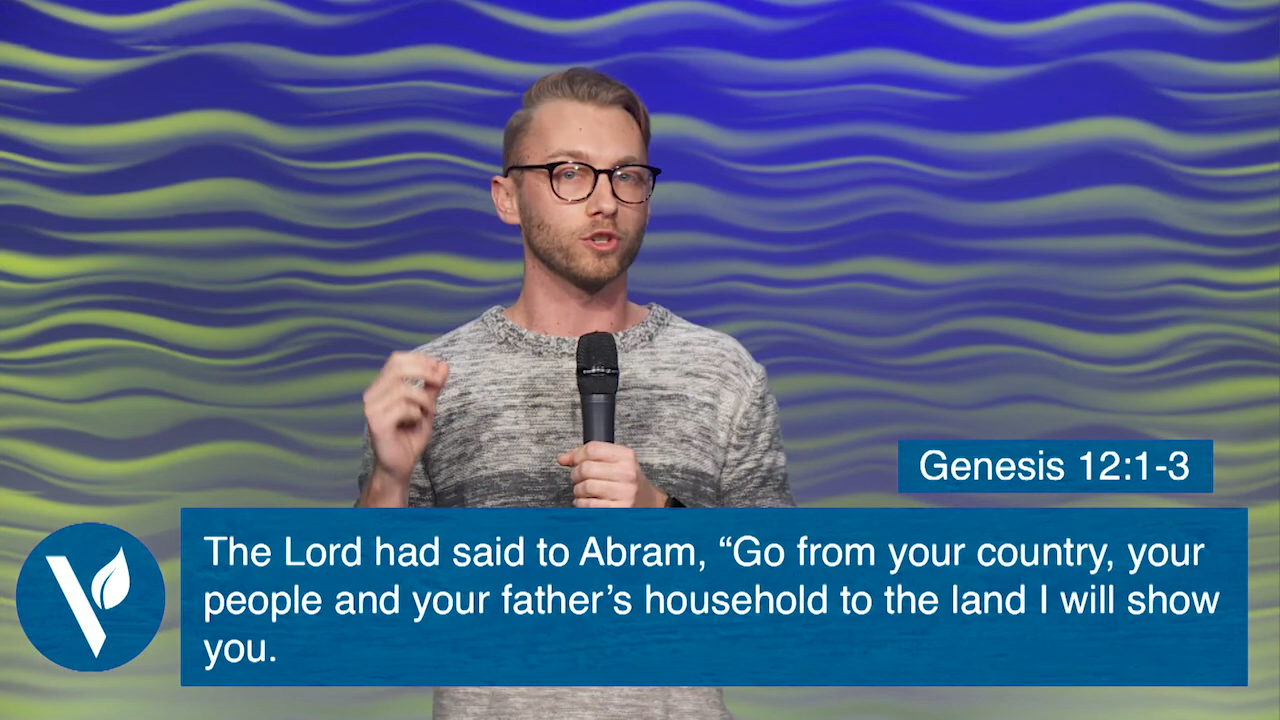 Genesis 12:1-3
The Lord had said to Abram, “Go from your country, your
people and your father’s household to the land I will show
you.